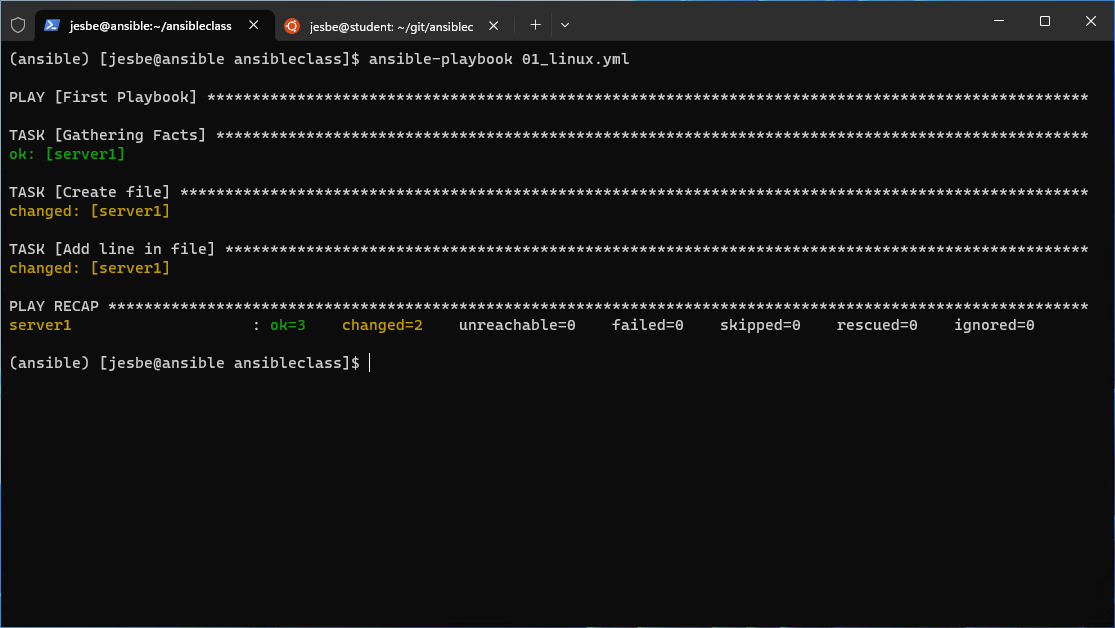 jesbe@ansible:~/ansibleclass
jesbe@student: ~/git/ansiblec
(ansible) [jesbe@ansible ansibleclass]$ ansible-playbook 01_linux.yml
PLAY [First Playbook] **************************************************************************************************
TASK [Gathering Facts] *************************************************************************************************
ok: [server1]
TASK [Create file] *****************************************************************************************************
changed: [server1]
TASK [Add line in file] ************************************************************************************************
changed: [server1]
PLAY RECAP *************************************************************************************************************
server1                    : ok=3    changed=2    unreachable=0    failed=0    skipped=0    rescued=0    ignored=0
(ansible) [jesbe@ansible ansibleclass]$